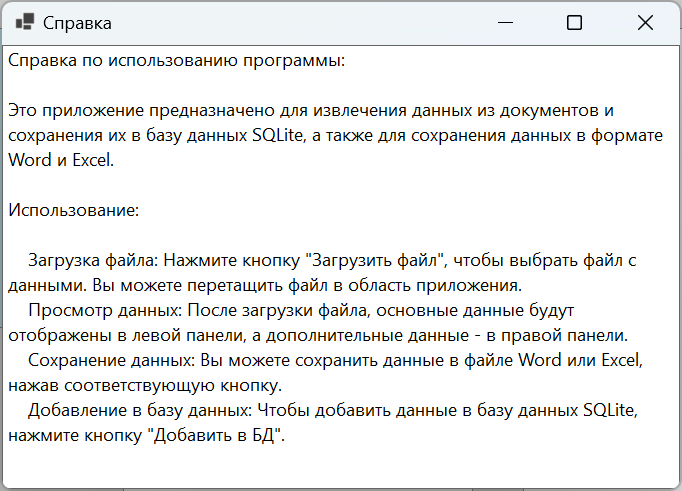 Справка
Справка по использованию программы:
Это приложение предназначено для извлечения данных из документов и
сохранения их в базу данных SQLite, а также для сохранения данных в формате
Word и Excel.
Использование:
Загрузка файла: Нажмите кнопку "Загрузить файл", чтобы выбрать файл с
данными. Вы можете перетащить файл в область приложения.
Просмотр данных: После загрузки файла, основные данные будут
отображены в левой панели, а дополнительные данные - в правой панели.
Сохранение данных: Вы можете сохранить данные в файле Word или Excel,
нажав соответствующую кнопку.
Добавление в базу данных: Чтобы добавить данные в базу данных SQLite,
нажмите кнопку "Добавить в БД".